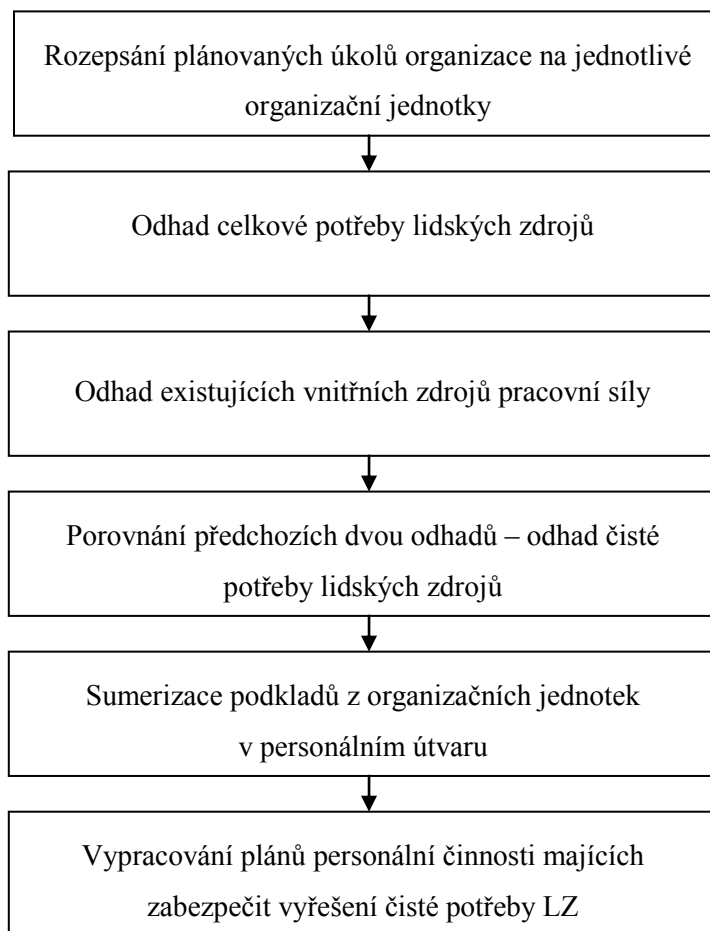 Rozepsání plánovaných úkolů organizace na jednotlivé
organizační jednotky
Odhad celkové potřeby lidských zdrojů
Odhad existujících vnitřních zdrojů pracovní síly
Porovnání předchozích dvou odhadů – odhad čisté
potřeby lidských zdrojů
Sumerizace podkladů z organizačních jednotek
v personálním útvaru
Vypracování plánů personální činnosti majících
zabezpečit vyřešení čisté potřeby LZ